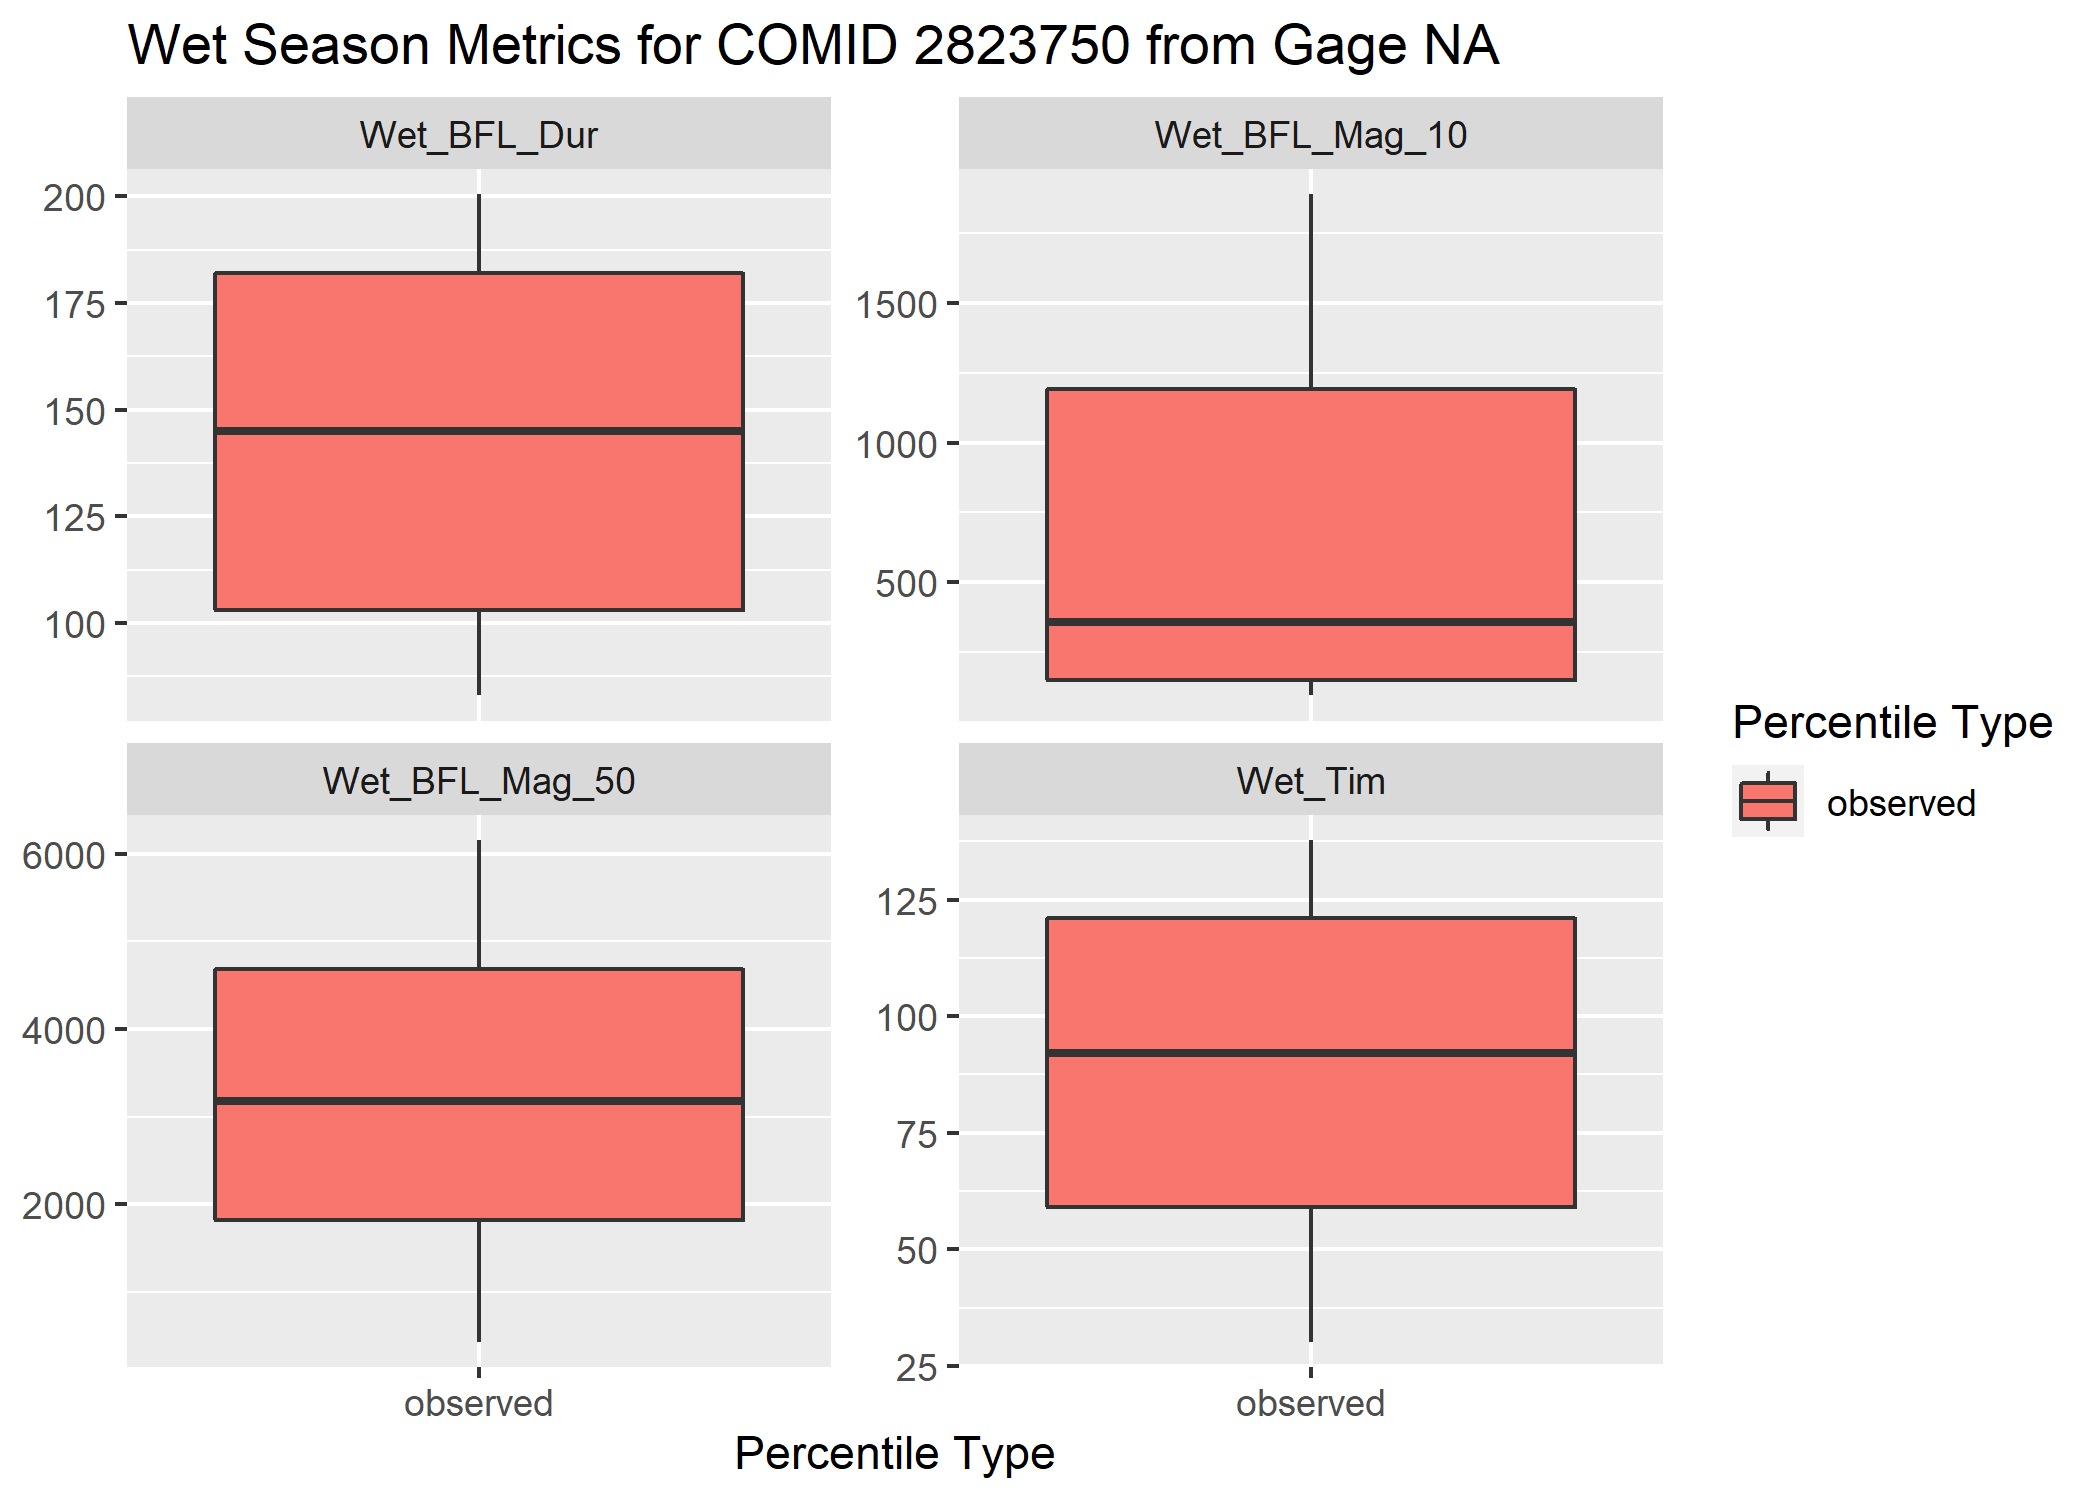 Wet Season Metrics for COMID 2823750 from Gage NA
Wet_BFL_Dur
200
175
150
125
100
Wet_BFL_Mag_10
1500
1000
500
Wet_BFL_Mag_50
6000
4000
2000
observed
Wet_Tim
125
100
75
50
25
observed
Percentile Type
Percentile Type
observed